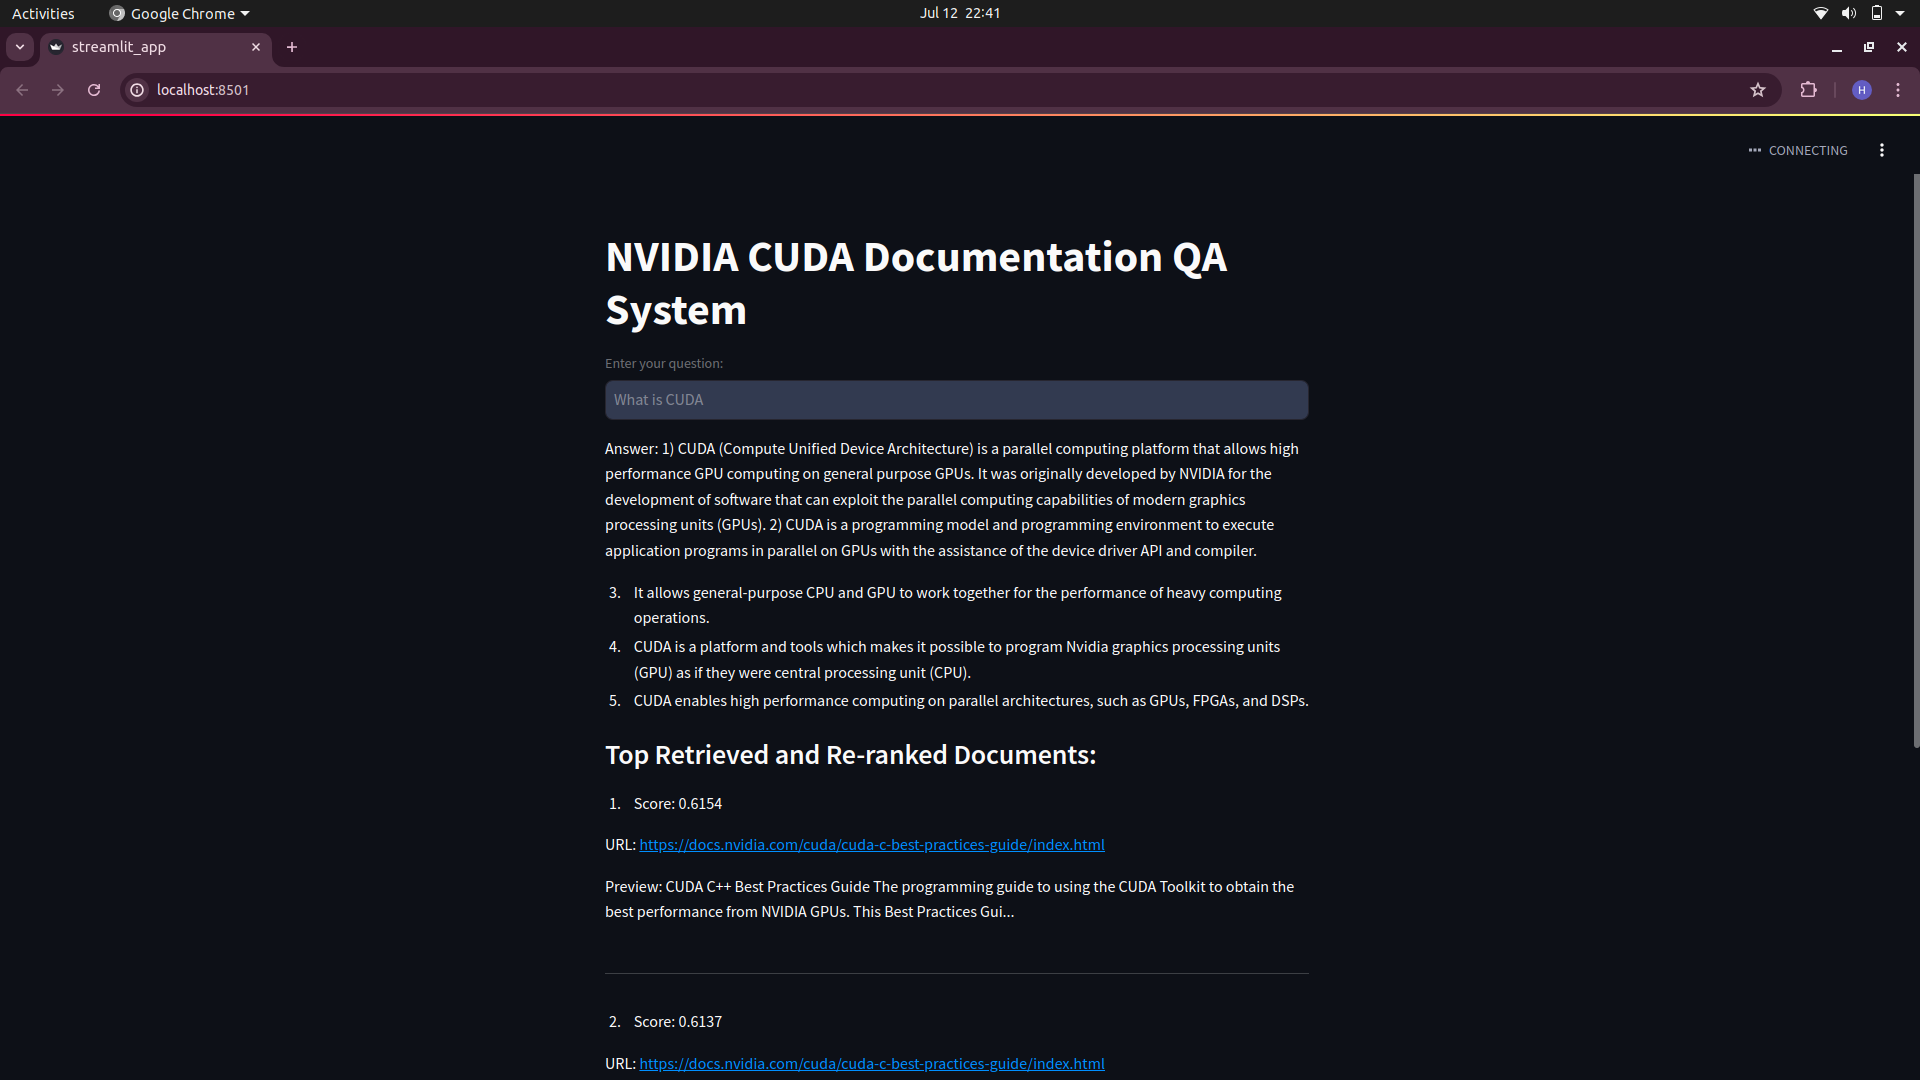 Activities
Google Chrome
Jul 12 22:41
streamlit_app
localhost:8501
H
CONNECTING
NVIDIA CUDA Documentation QA
System
Enter your question:
What is CUDA
Answer: 1) CUDA (Compute Unified Device Architecture) is a parallel computing platform that allows high
performance GPU computing on general purpose GPUs. It was originally developed by NVIDIA for the
development of software that can exploit the parallel computing capabilities of modern graphics
processing units (GPUs). 2) CUDA is a programming model and programming environment to execute
application programs in parallel on GPUs with the assistance of the device driver API and compiler.
3. It allows general-purpose CPU and GPU to work together for the performance of heavy computing
operations.
4. CUDA is a platform and tools which makes it possible to program Nvidia graphics processing units
(GPU) as if they were central processing unit (CPU).
5. CUDA enables high performance computing on parallel architectures, such as GPUs, FPGAs, and DSPs.
Top Retrieved and Re-ranked Documents:
1. Score: 0.6154
URL: https://docs.nvidia.com/cuda/cuda-c-best-practices-guide/index.html
Preview: CUDA C++ Best Practices Guide The programming guide to using the CUDA Toolkit to obtain the
best performance from NVIDIA GPUs. This Best Practices Gui...
2. Score: 0.6137
URL: https://docs.nvidia.com/cuda/cuda-c-best-practices-guide/index.html